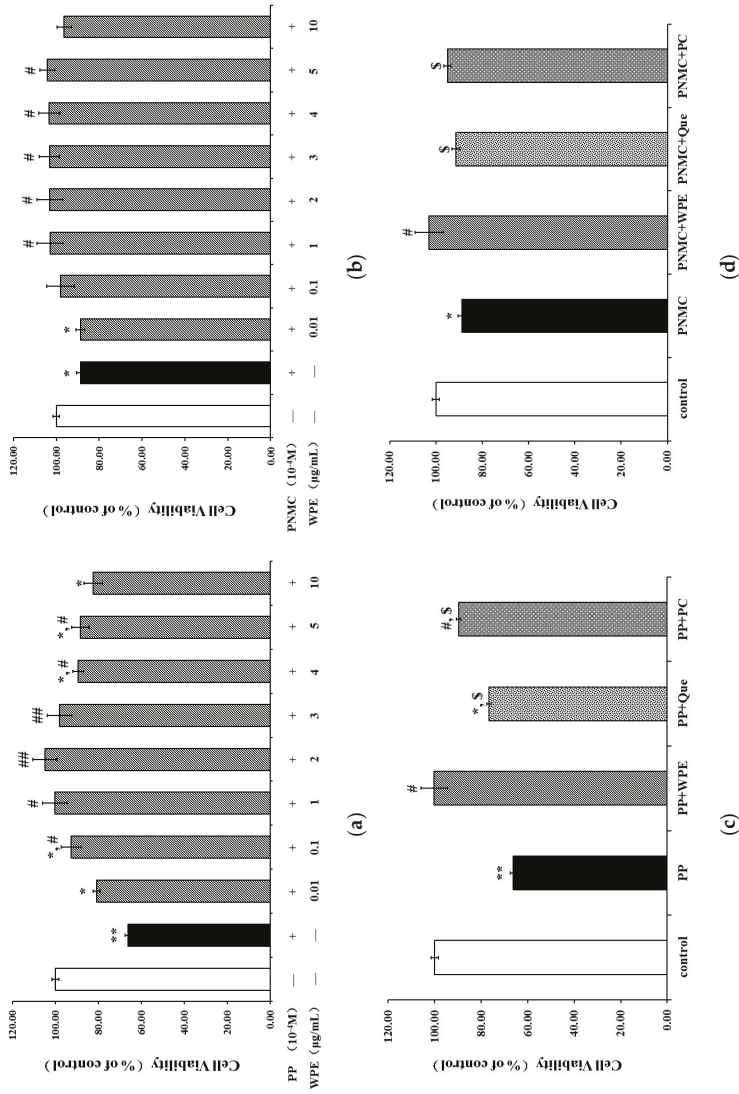 120.00
100.00
80.00
60.00
40.00
20.00
0.00
Cell Viability (% of control)
** * *,# # ## ## *,# *,# *
PP (10⁻⁴M) — + + + + + + + + +
WPE (μg/mL) — — 0.01 0.1 1 2 3 4 5 10
(a)
120.00
100.00
80.00
60.00
40.00
20.00
0.00
Cell Viability (% of control)
* * # # # # #
PNMC (10⁻⁴M) — + + + + + + + + +
WPE (μg/mL) — — 0.01 0.1 1 2 3 4 5 10
(b)
120.00
100.00
80.00
60.00
40.00
20.00
0.00
Cell Viability (% of control)
** # *,$ #,$
control PP PP+WPE PP+Que PP+PC
(c)
120.00
100.00
80.00
60.00
40.00
20.00
0.00
Cell Viability (% of control)
* # $ $
control PNMC PNMC+WPE PNMC+Que PNMC+PC
(d)